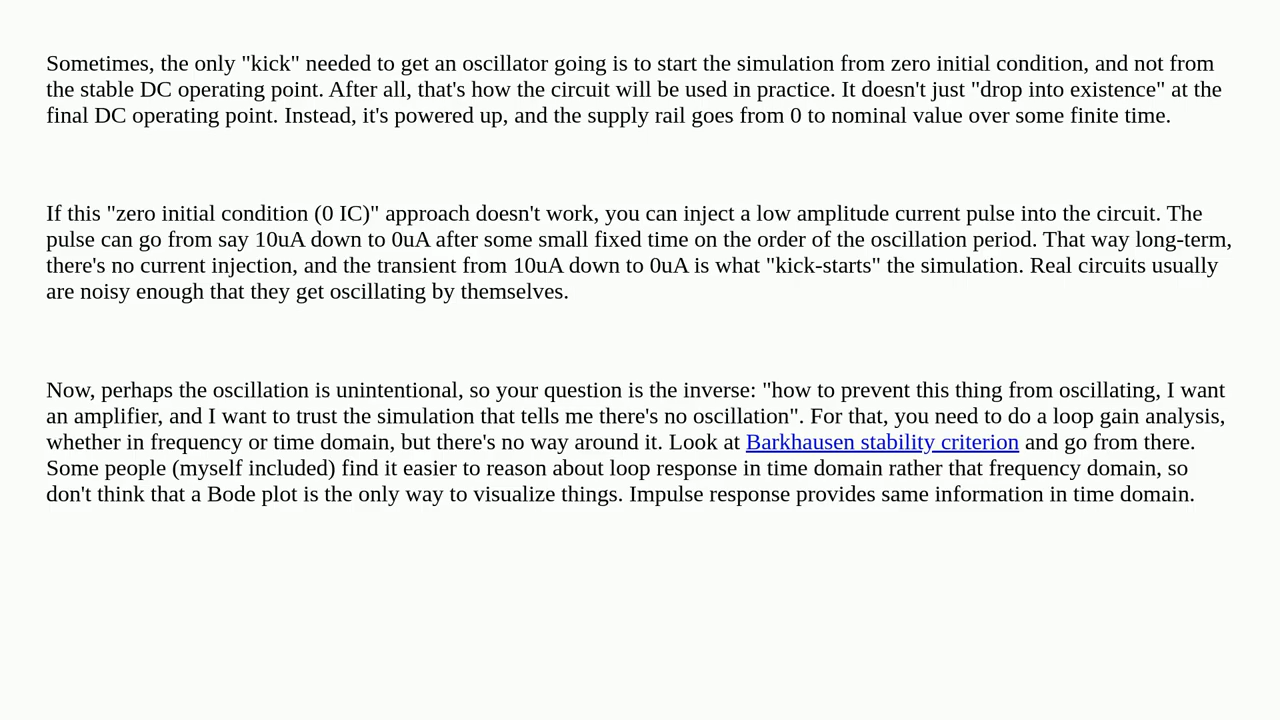 Sometimes, the only "kick" needed to get an oscillator going is to start the simulation from zero initial condition, and not from
the stable DC operating point. After all, that's how the circuit will be used in practice. It doesn't just "drop into existence" at the
final DC operating point. Instead, it's powered up, and the supply rail goes from 0 to nominal value over some finite time.
If this "zero initial condition (0 IC)" approach doesn't work, you can inject a low amplitude current pulse into the circuit. The
pulse can go from say 10uA down to 0uA after some small fixed time on the order of the oscillation period. That way long-term,
there's no current injection, and the transient from 10uA down to 0uA is what "kick-starts" the simulation. Real circuits usually
are noisy enough that they get oscillating by themselves.
Now, perhaps the oscillation is unintentional, so your question is the inverse: "how to prevent this thing from oscillating, I want
an amplifier, and I want to trust the simulation that tells me there's no oscillation". For that, you need to do a loop gain analysis,
whether in frequency or time domain, but there's no way around it. Look at Barkhausen stability criterion and go from there.
Some people (myself included) find it easier to reason about loop response in time domain rather that frequency domain, so
don't think that a Bode plot is the only way to visualize things. Impulse response provides same information in time domain.